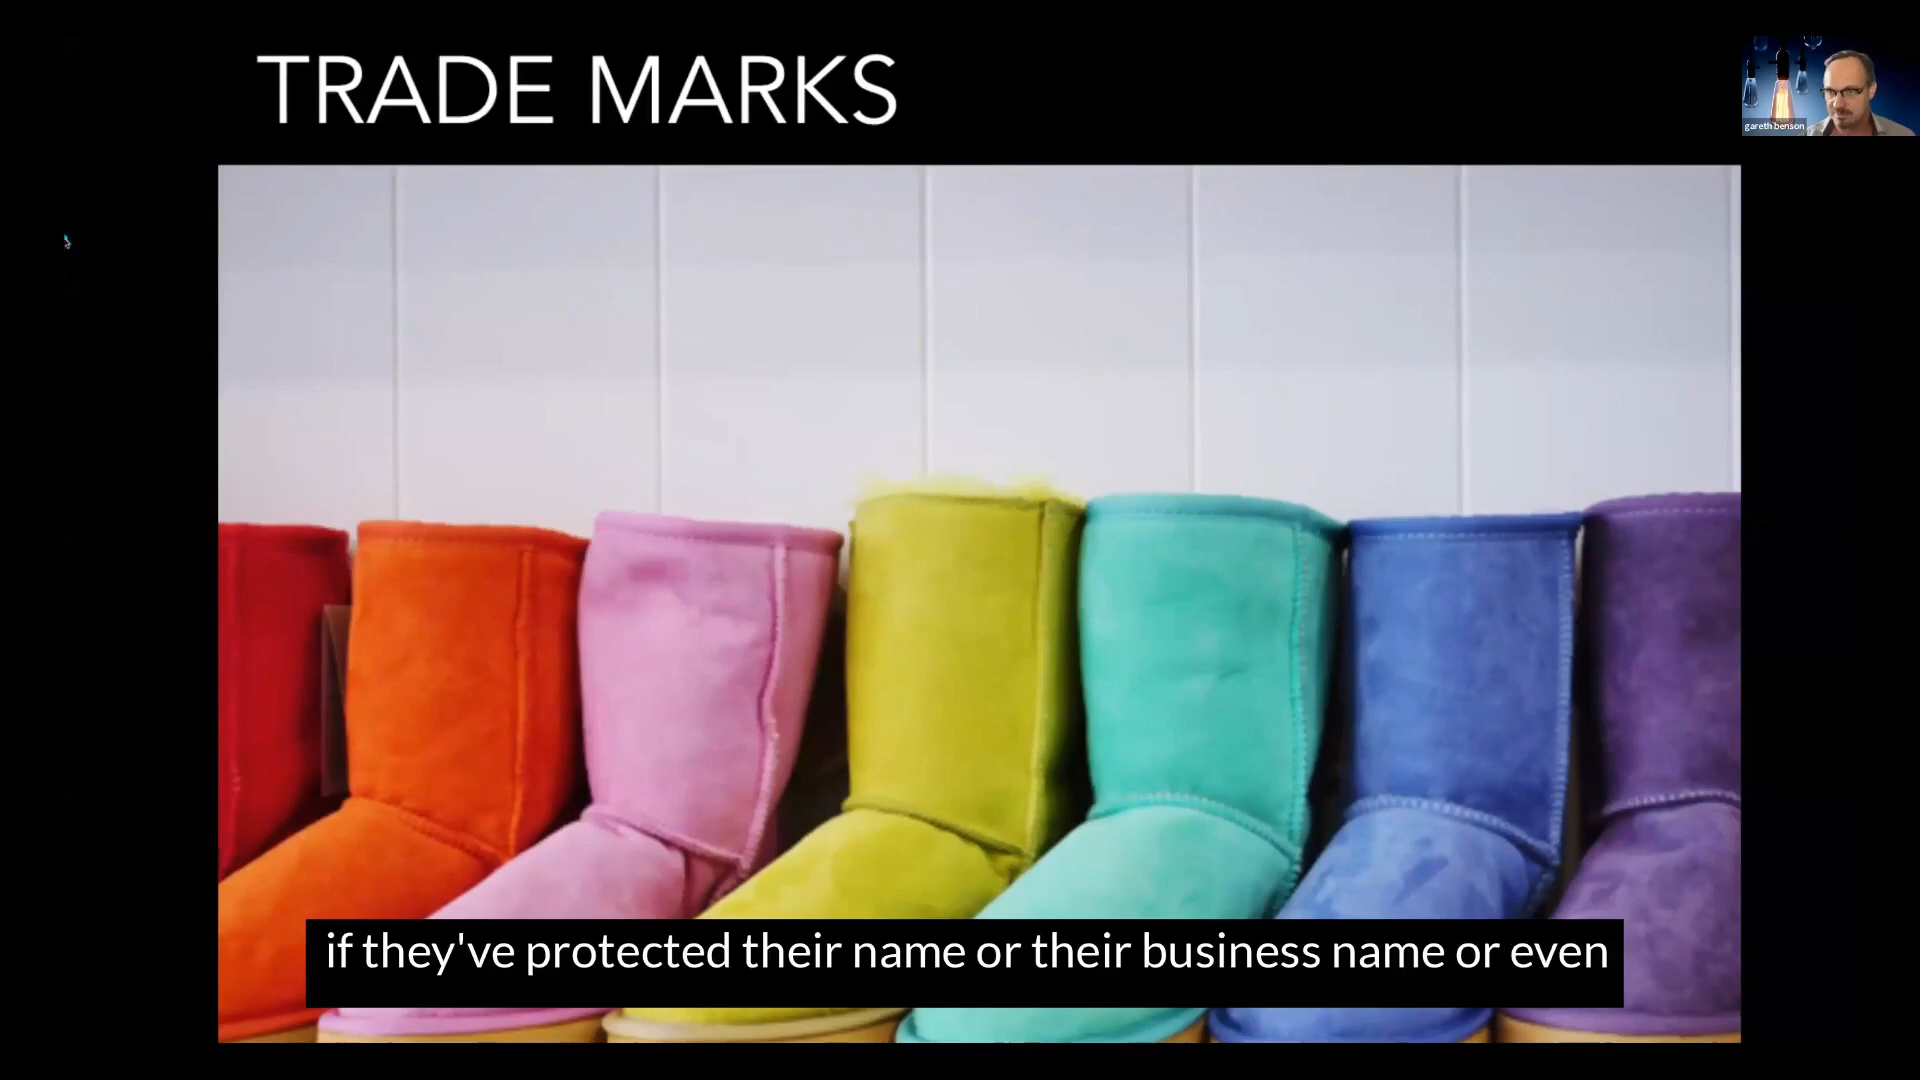 TRADE MARKS
gareth benson
if they've protected their name or their business name or even